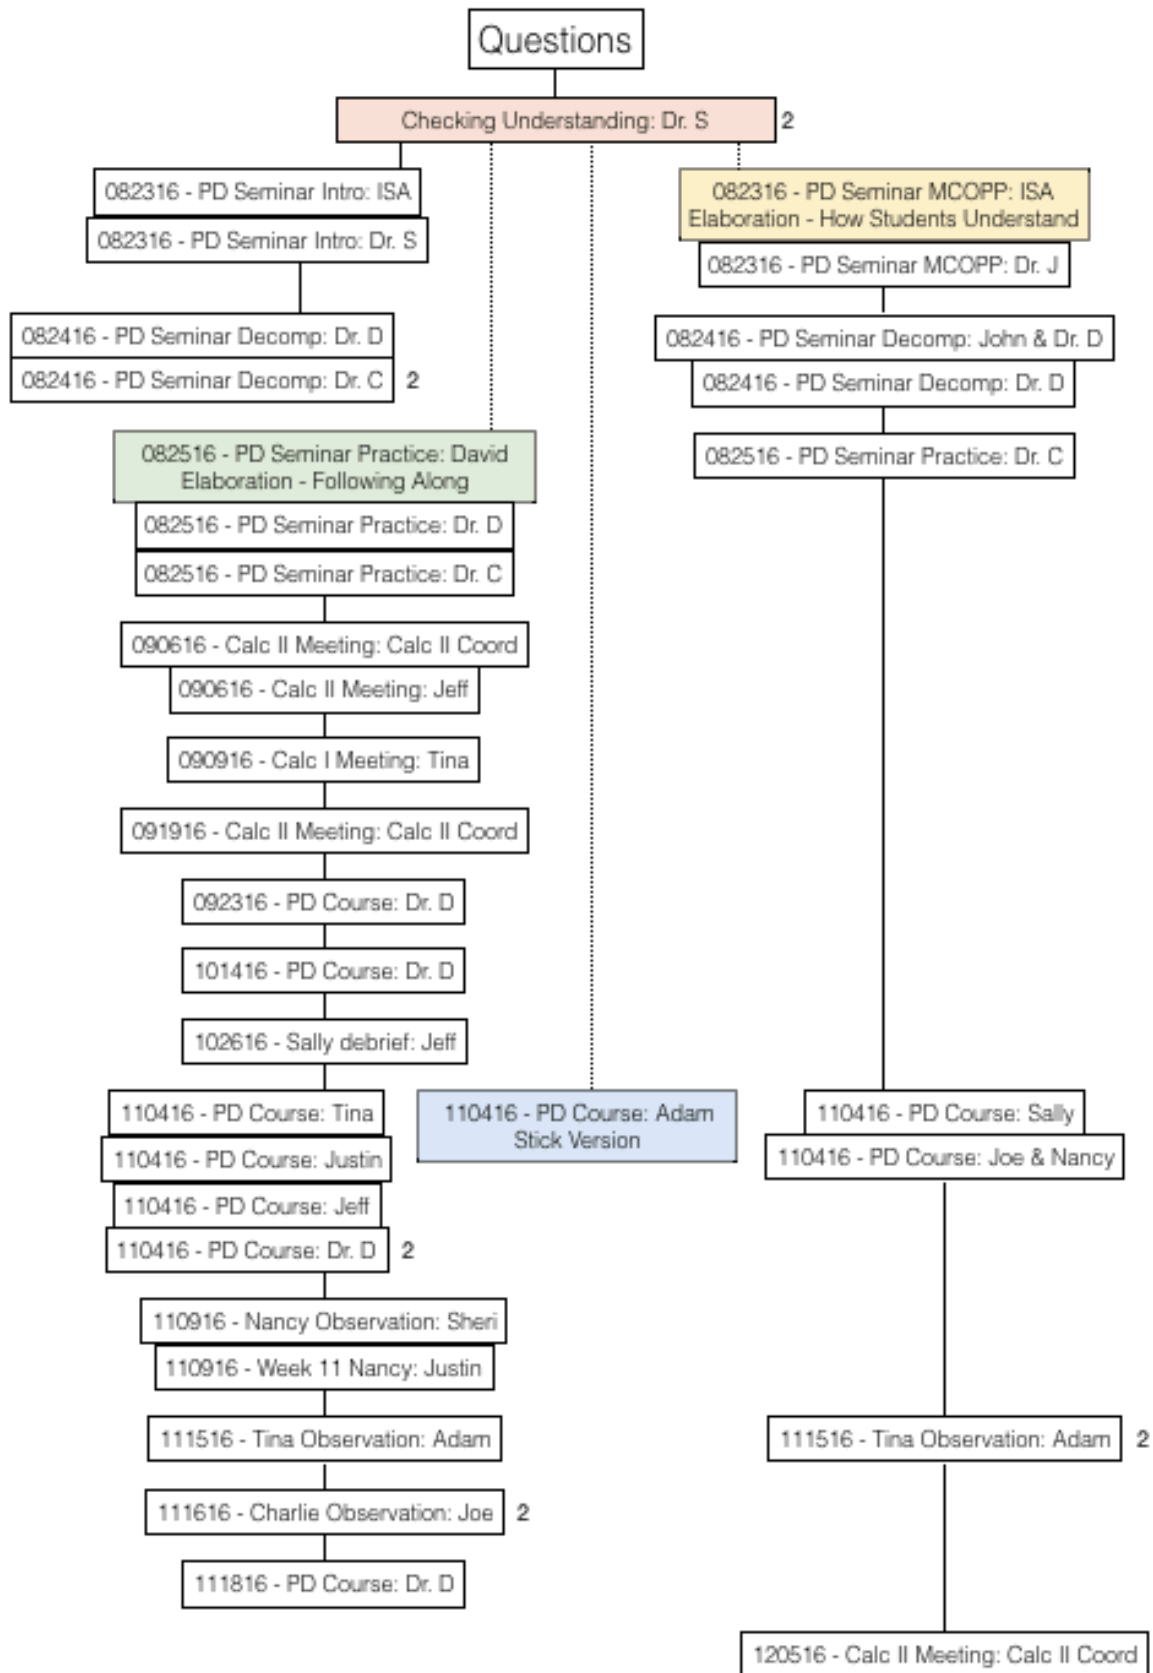 Questions
Checking Understanding: Dr. S 2
082316 - PD Seminar Intro: ISA
082316 - PD Seminar Intro: Dr. S
082416 - PD Seminar Decomp: Dr. D
082416 - PD Seminar Decomp: Dr. C 2
082516 - PD Seminar Practice: David
Elaboration - Following Along
082516 - PD Seminar Practice: Dr. D
082516 - PD Seminar Practice: Dr. C
090616 - Calc II Meeting: Calc II Coord
090616 - Calc II Meeting: Jeff
090916 - Calc I Meeting: Tina
091916 - Calc II Meeting: Calc II Coord
092316 - PD Course: Dr. D
101416 - PD Course: Dr. D
102616 - Sally debrief: Jeff
110416 - PD Course: Tina
110416 - PD Course: Justin
110416 - PD Course: Jeff
110416 - PD Course: Dr. D 2
110916 - Nancy Observation: Sheri
110916 - Week 11 Nancy: Justin
111516 - Tina Observation: Adam
111616 - Charlie Observation: Joe 2
111816 - PD Course: Dr. D
110416 - PD Course: Adam
Stick Version
082316 - PD Seminar MCOPP: ISA
Elaboration - How Students Understand
082316 - PD Seminar MCOPP: Dr. J
082416 - PD Seminar Decomp: John & Dr. D
082416 - PD Seminar Decomp: Dr. D
082516 - PD Seminar Practice: Dr. C
110416 - PD Course: Sally
110416 - PD Course: Joe & Nancy
111516 - Tina Observation: Adam 2
120516 - Calc II Meeting: Calc II Coord